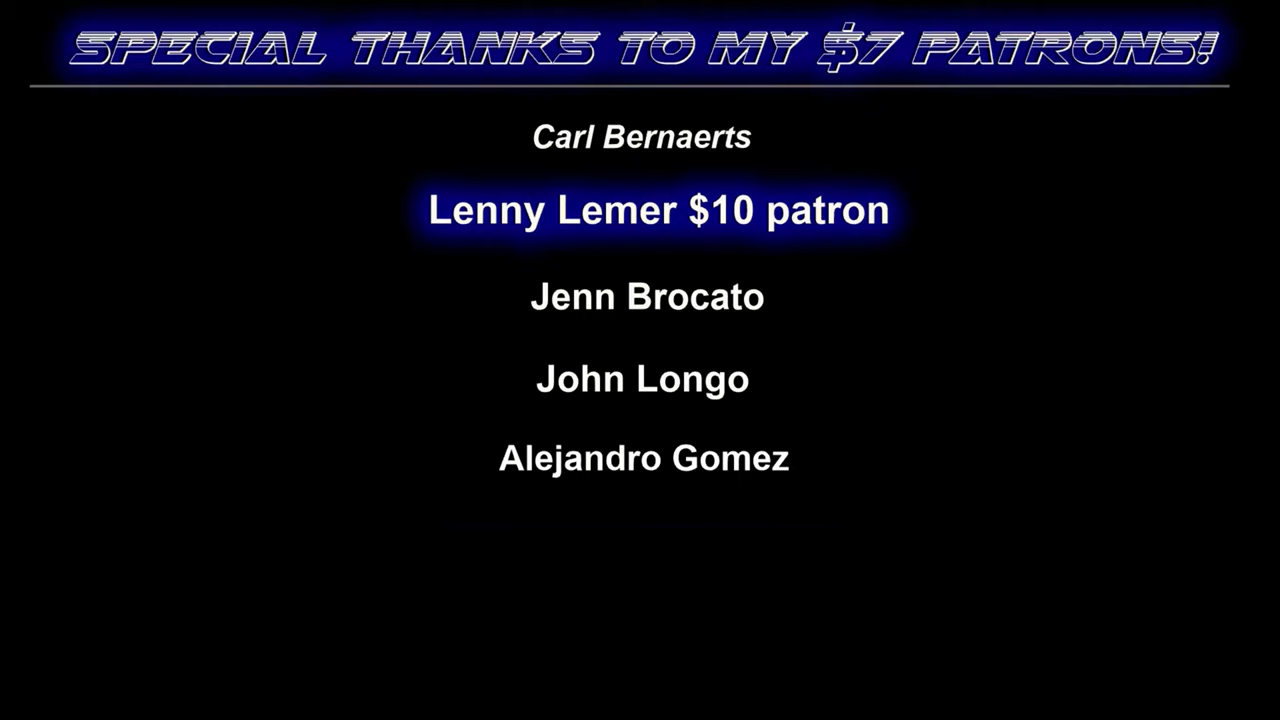 SPECIAL THANKS TO MY $7 PATRONS!
Carl Bernaerts
Lenny Lemer $10 patron
Jenn Brocato
John Longo
Alejandro Gomez